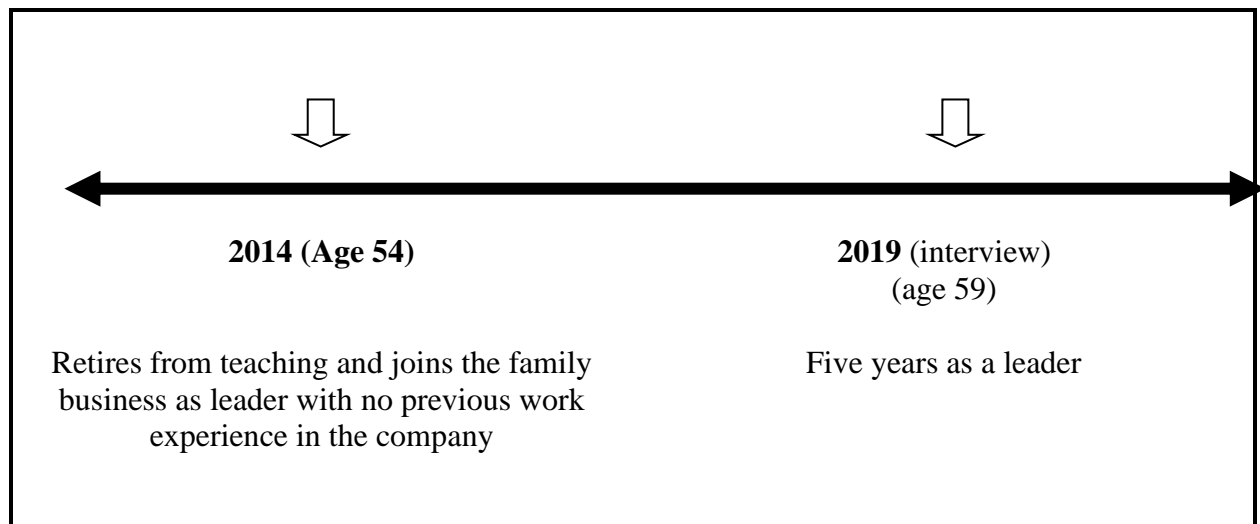 2014 (Age 54)
Retires from teaching and joins the family
business as leader with no previous work
experience in the company
2019 (interview)
(age 59)
Five years as a leader